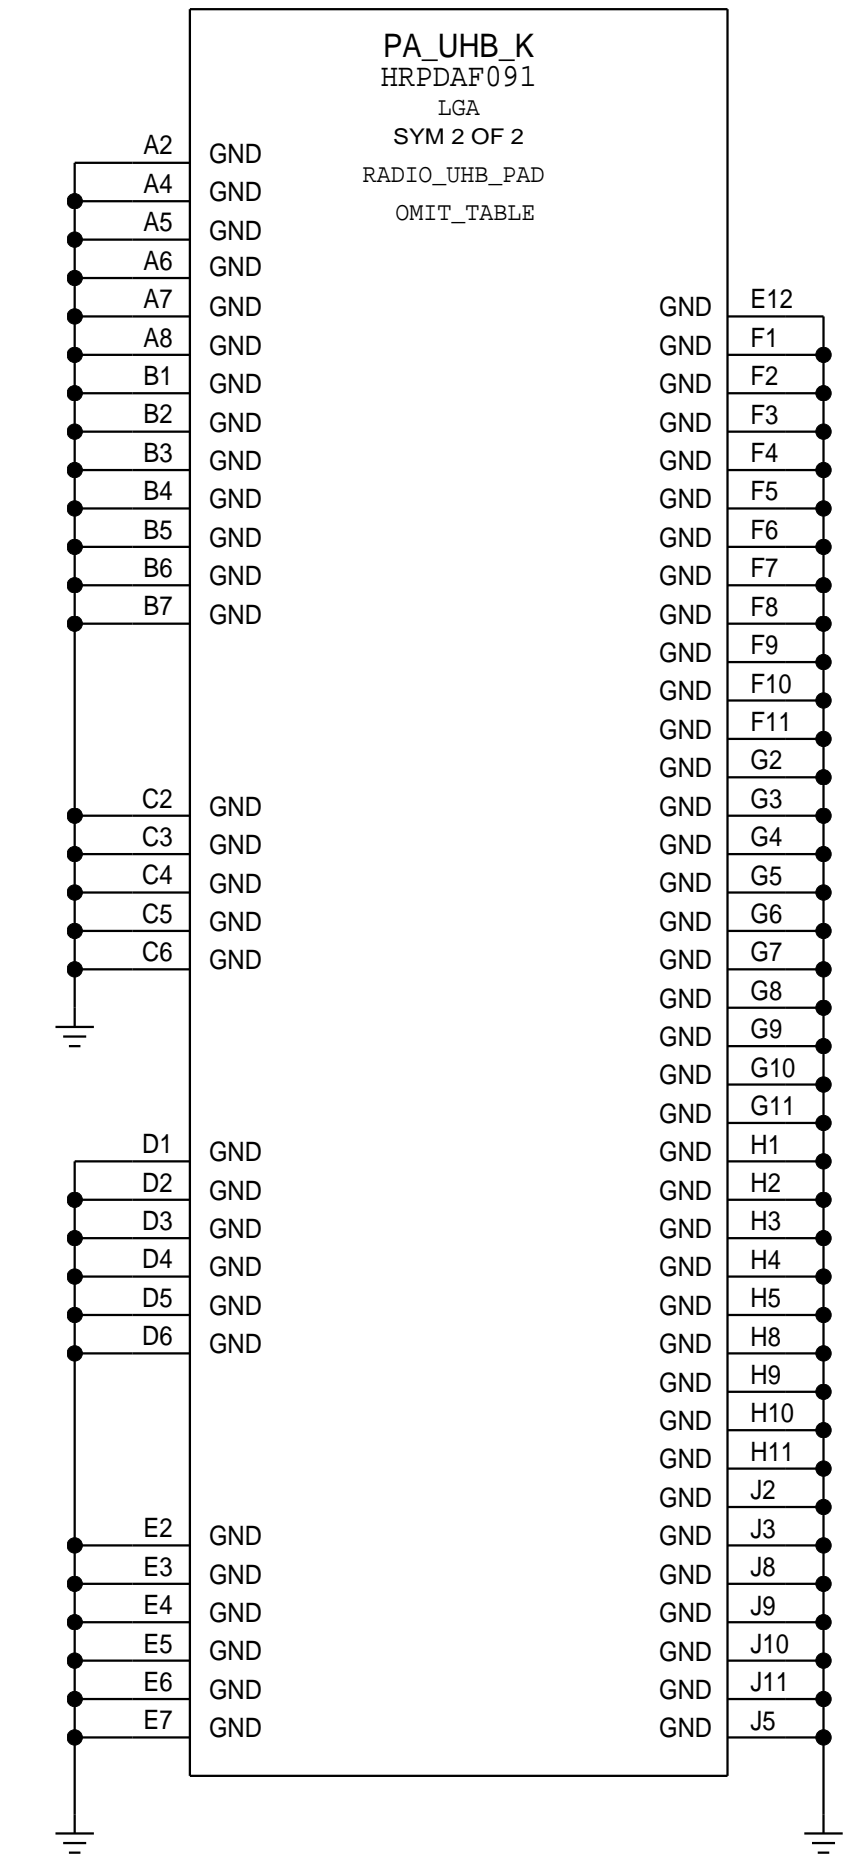 PA_UHB_K
HRPDAF091
LGA
SYM 2 OF 2
RADIO_UHB_PAD
OMIT_TABLE
A2 GND
A4 GND
A5 GND
A6 GND
A7 GND
A8 GND
B1 GND
B2 GND
B3 GND
B4 GND
B5 GND
B6 GND
B7 GND
C2 GND
C3 GND
C4 GND
C5 GND
C6 GND
D1 GND
D2 GND
D3 GND
D4 GND
D5 GND
D6 GND
E2 GND
E3 GND
E4 GND
E5 GND
E6 GND
E7 GND
GND E12
GND F1
GND F2
GND F3
GND F4
GND F5
GND F6
GND F7
GND F8
GND F9
GND F10
GND F11
GND G2
GND G3
GND G4
GND G5
GND G6
GND G7
GND G8
GND G9
GND G10
GND G11
GND H1
GND H2
GND H3
GND H4
GND H5
GND H8
GND H9
GND H10
GND H11
GND J2
GND J3
GND J8
GND J9
GND J10
GND J11
GND J5